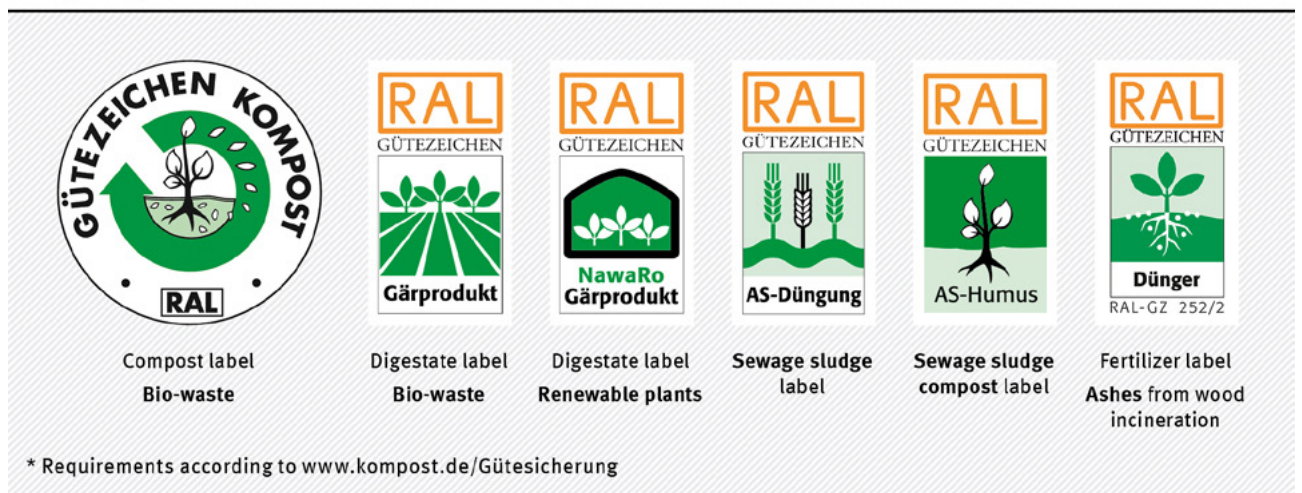 GÜTEZEICHEN KOMPOST
RAL
Compost label
Bio-waste
RAL
GÜTEZEICHEN
Gärprodukt
Digestate label
Bio-waste
RAL
GÜTEZEICHEN
NawaRo
Gärprodukt
Digestate label
Renewable plants
RAL
GÜTEZEICHEN
AS-Düngung
Sewage sludge
label
RAL
GÜTEZEICHEN
AS-Humus
Sewage sludge
compost label
RAL
GÜTEZEICHEN
Dünger
RAL-GZ 252/2
Fertilizer label
Ashes from wood
incineration
* Requirements according to www.kompost.de/Gütesicherung